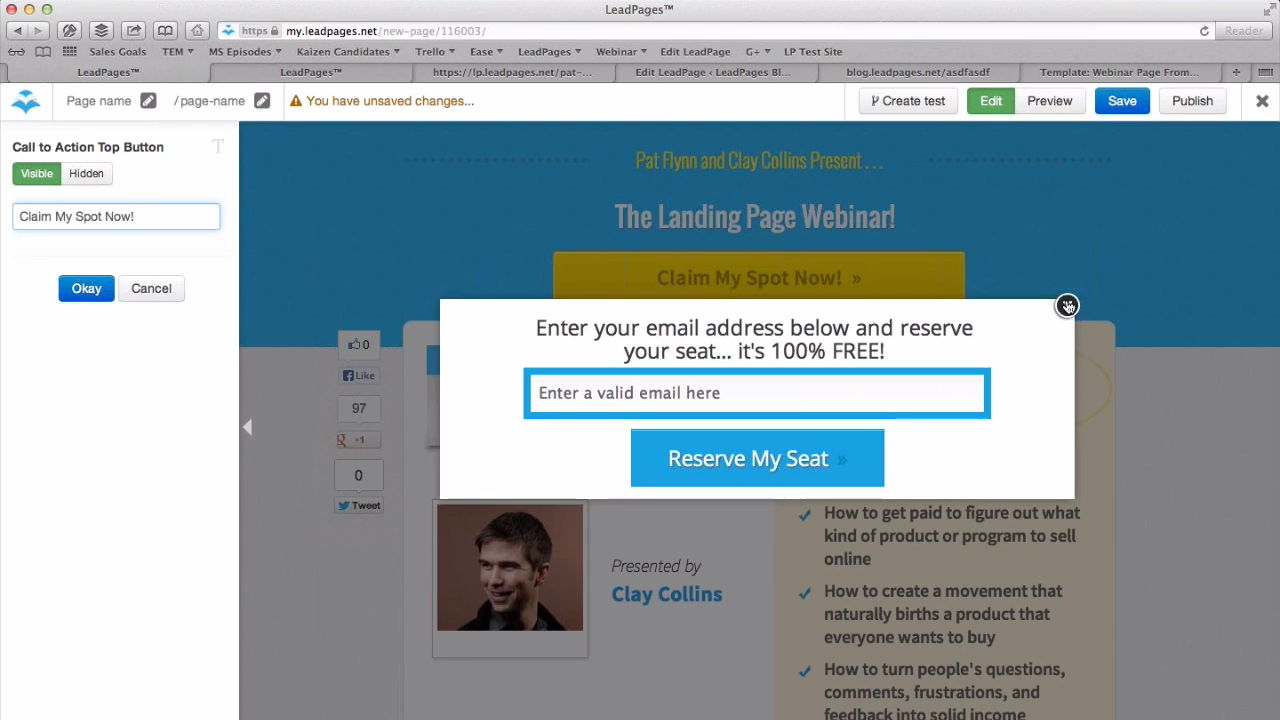 LeadPages™
https my.leadpages.net/new-page/116003/ Reader
Sales Goals TEM MS Episodes Kaizen Candidates Trello Ease LeadPages Webinar Edit LeadPage G+ LP Test Site
LeadPages™ LeadPages™ https://lp.leadpages.net/pat-... Edit LeadPage ‹ LeadPages Bl... blog.leadpages.net/asdfasdf Template: Webinar Page From...
Page name /page-name You have unsaved changes... Create test Edit Preview Save Publish
Call to Action Top Button T
Visible Hidden
Claim My Spot Now!
Okay Cancel
Pat Flynn and Clay Collins Present . . .
The Landing Page Webinar!
Claim My Spot Now! »
Enter your email address below and reserve
your seat... it's 100% FREE!
Enter a valid email here
Reserve My Seat »
0
Like
97
+1
0
Tweet
Presented by
Clay Collins
How to get paid to figure out what
kind of product or program to sell
online
How to create a movement that
naturally births a product that
everyone wants to buy
How to turn people's questions,
comments, frustrations, and
feedback into solid income